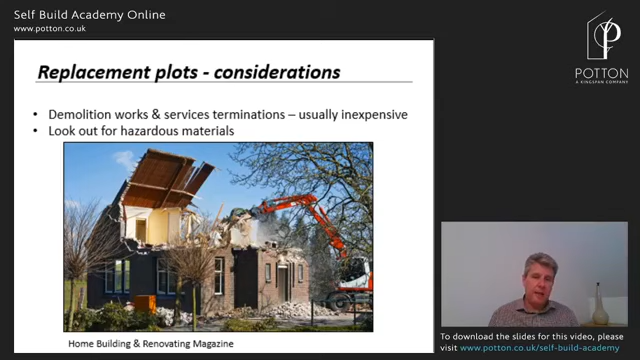 Self Build Academy Online
www.potton.co.uk
POTTON
A KINGSPAN COMPANY
Replacement plots - considerations
• Demolition works & services terminations – usually inexpensive
• Look out for hazardous materials
Home Building & Renovating Magazine
To download the slides for this video, please
visit www.potton.co.uk/self-build-academy